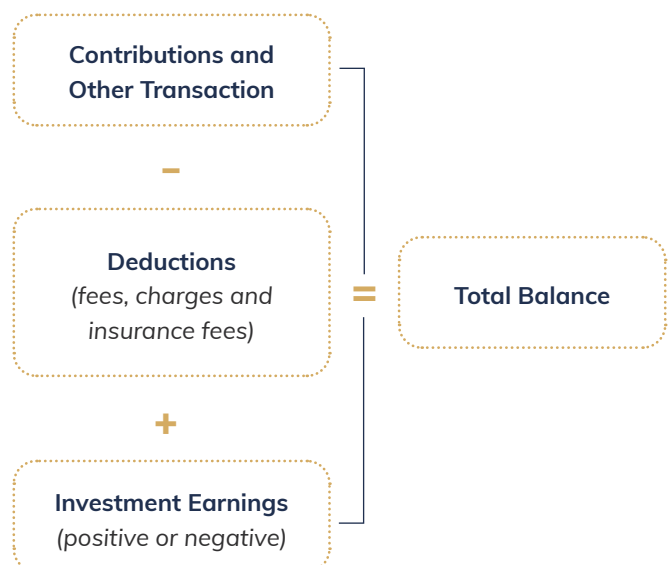 Contributions and
Other Transaction
–
Deductions
(fees, charges and
insurance fees)
=
Total Balance
+
Investment Earnings
(positive or negative)